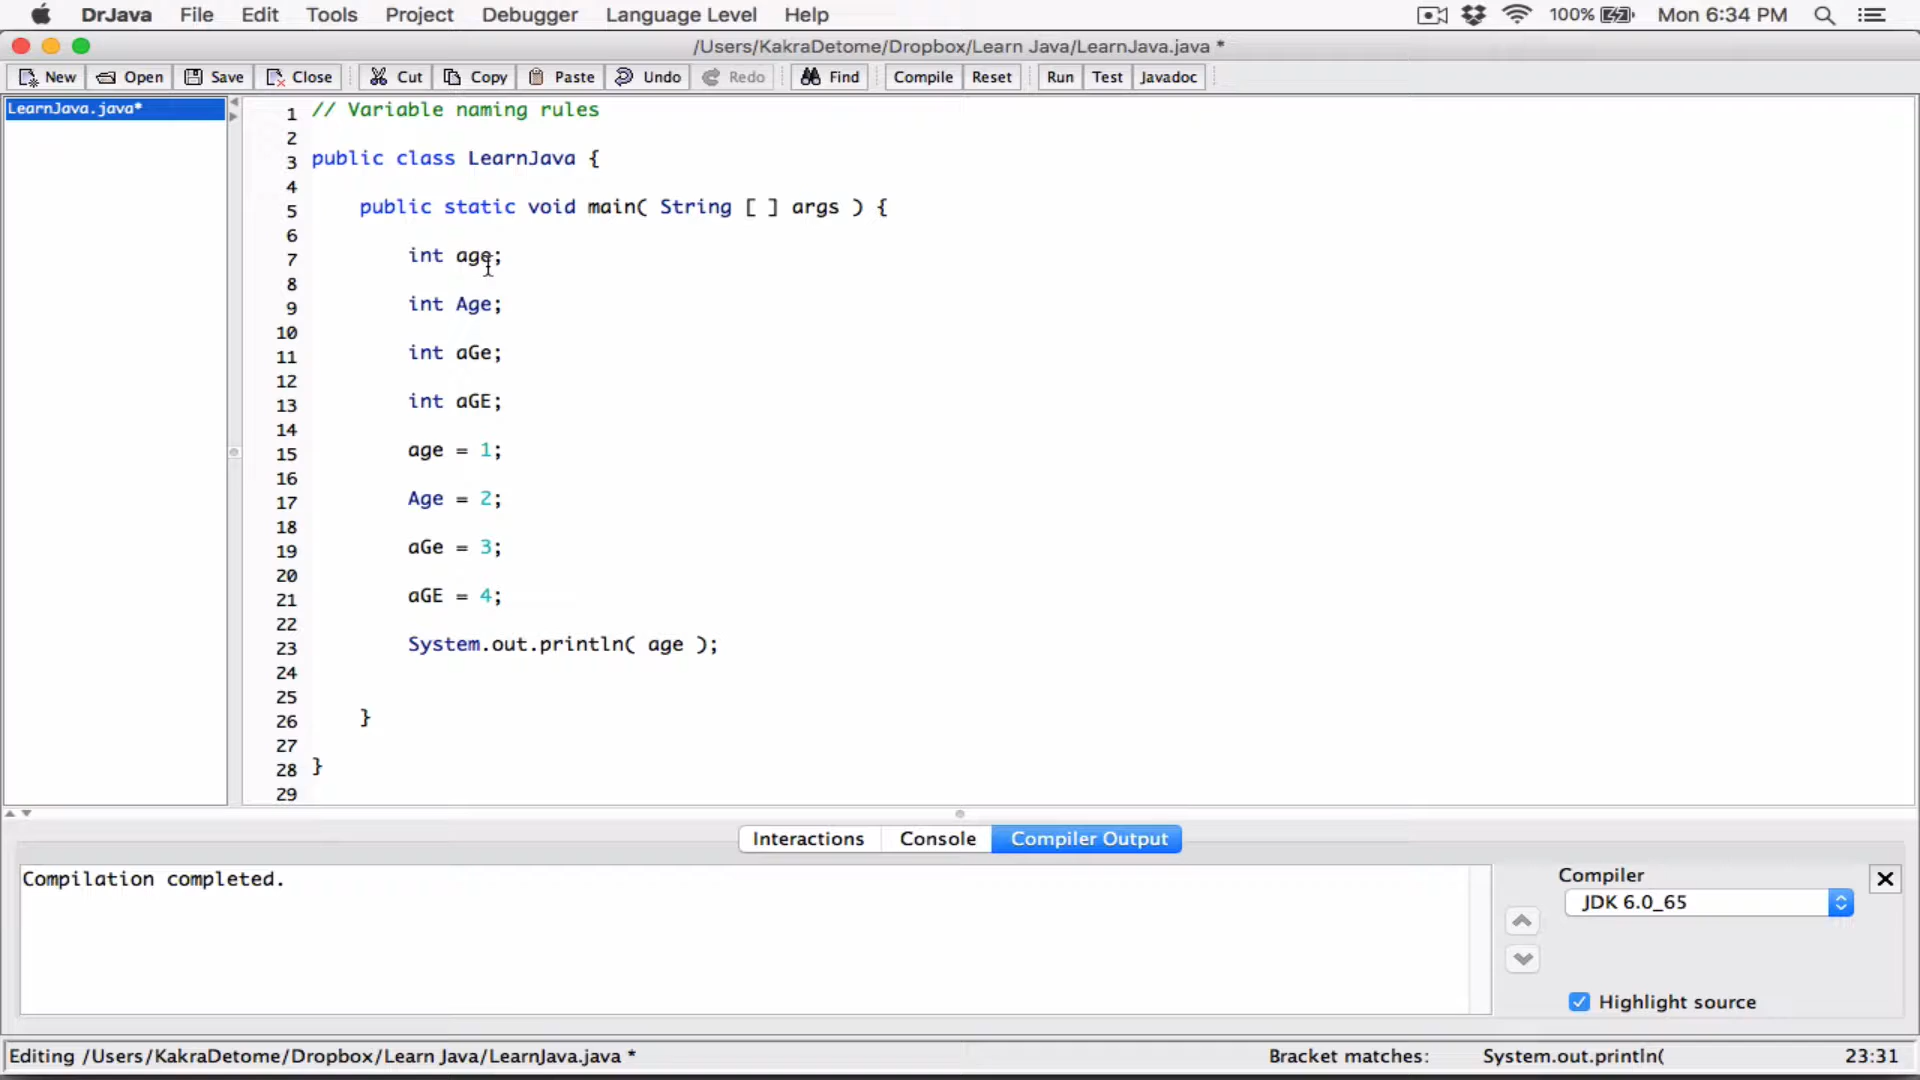 DrJava File Edit Tools Project Debugger Language Level Help 100% Mon 6:34 PM
/Users/KakraDetome/Dropbox/Learn Java/LearnJava.java *
New Open Save Close Cut Copy Paste Undo Redo Find Compile Reset Run Test Javadoc
LearnJava.java*
1 // Variable naming rules
2
3 public class LearnJava {
4
5 public static void main( String [ ] args ) {
6
7 int age;
8
9 int Age;
10
11 int aGe;
12
13 int aGE;
14
15 age = 1;
16
17 Age = 2;
18
19 aGe = 3;
20
21 aGE = 4;
22
23 System.out.println( age );
24
25
26 }
27
28 }
29
Interactions Console Compiler Output
Compilation completed.
Compiler
JDK 6.0_65
Highlight source
Editing /Users/KakraDetome/Dropbox/Learn Java/LearnJava.java * Bracket matches: System.out.println( 23:31